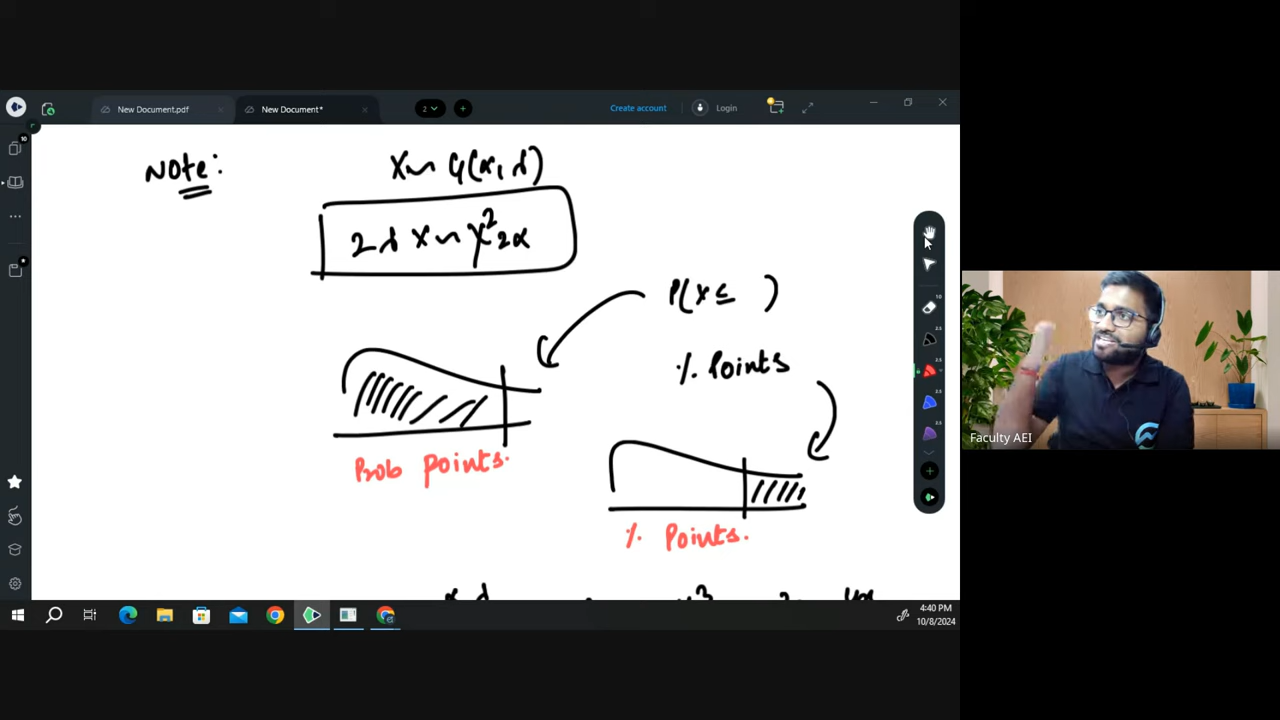 New Document.pdf
New Document*
2
Create account
Login
Note:
X~ G(α, λ)
2λ X ~ χ²2α
P(X ≤ )
% Points
Prob points.
% Points.
Faculty AEI
4:40 PM
10/8/2024